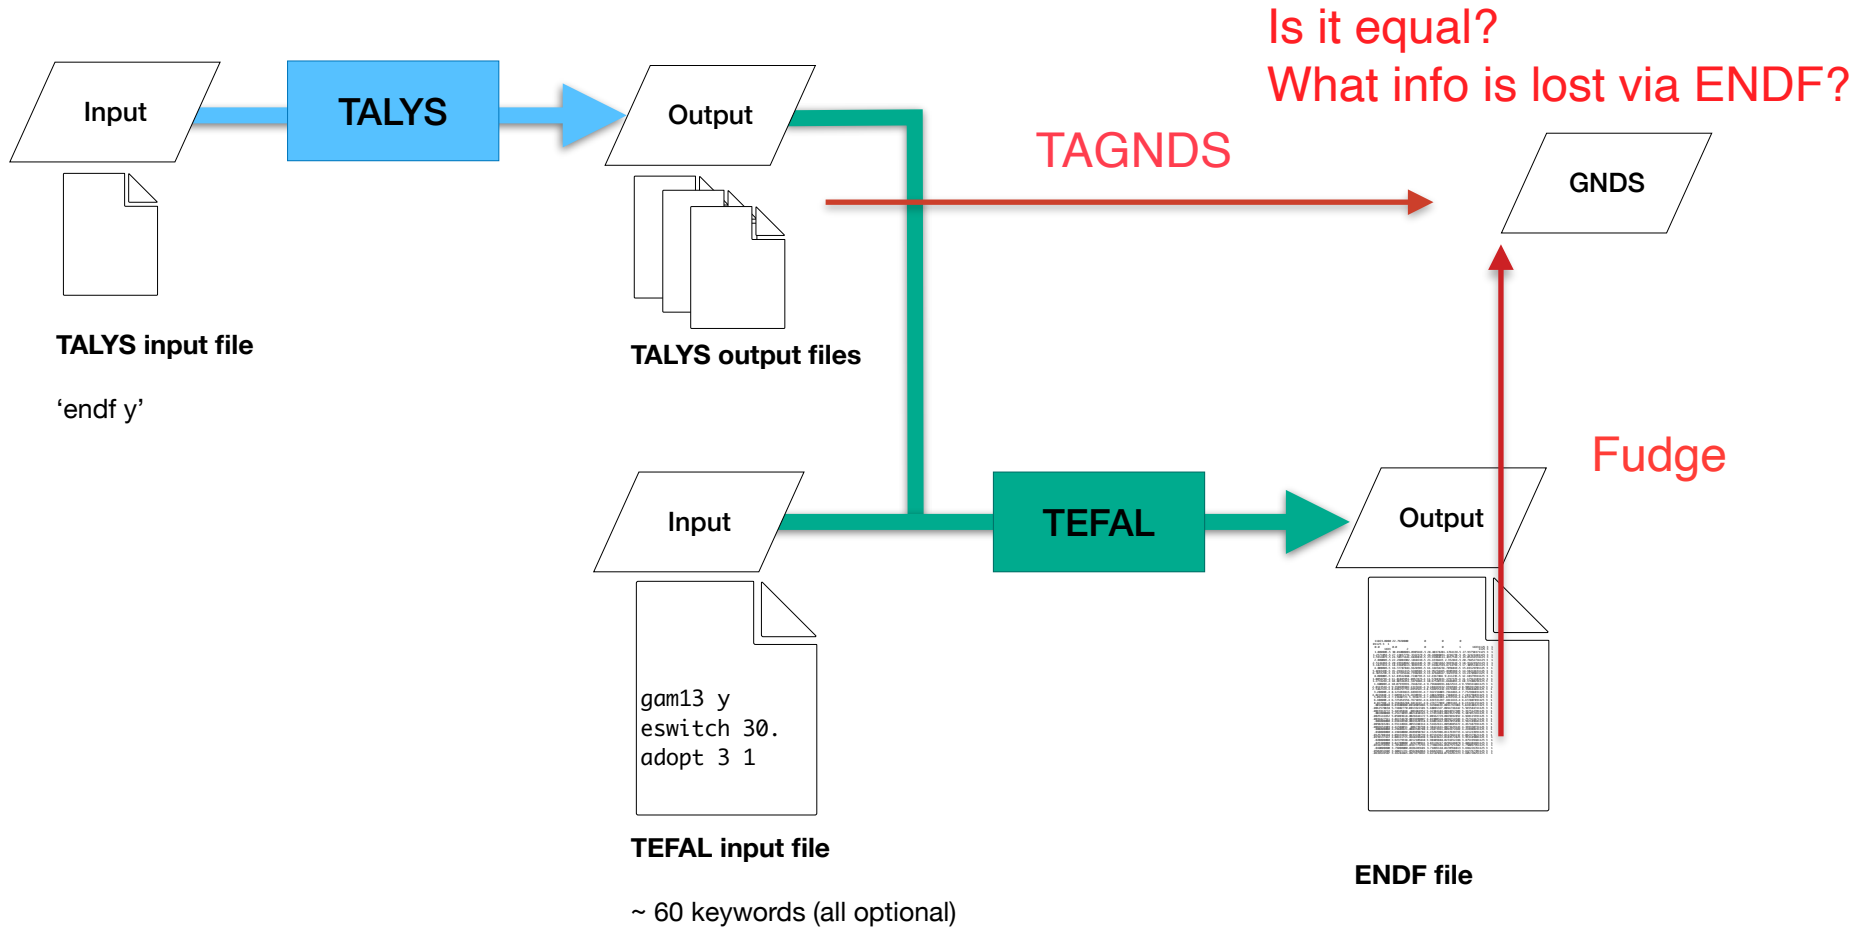 Is it equal?
What info is lost via ENDF?
Input
TALYS
Output
TAGNDS
GNDS
TALYS input file
TALYS output files
‘endf y’
Fudge
Input
TEFAL
Output
gam13 y
eswitch 30.
adopt 3 1
TEFAL input file
ENDF file
~ 60 keywords (all optional)